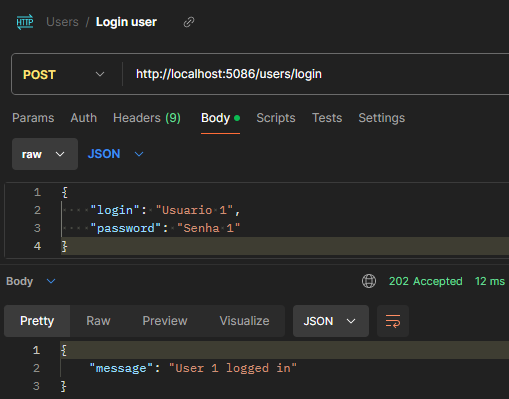 HTTP Users / Login user
POST http://localhost:5086/users/login
Params Auth Headers (9) Body Scripts Tests Settings
raw JSON
1 {
2 "login": "Usuario 1",
3 "password": "Senha 1"
4 }
Body 202 Accepted 12 ms
Pretty Raw Preview Visualize JSON
1 {
2 "message": "User 1 logged in"
3 }